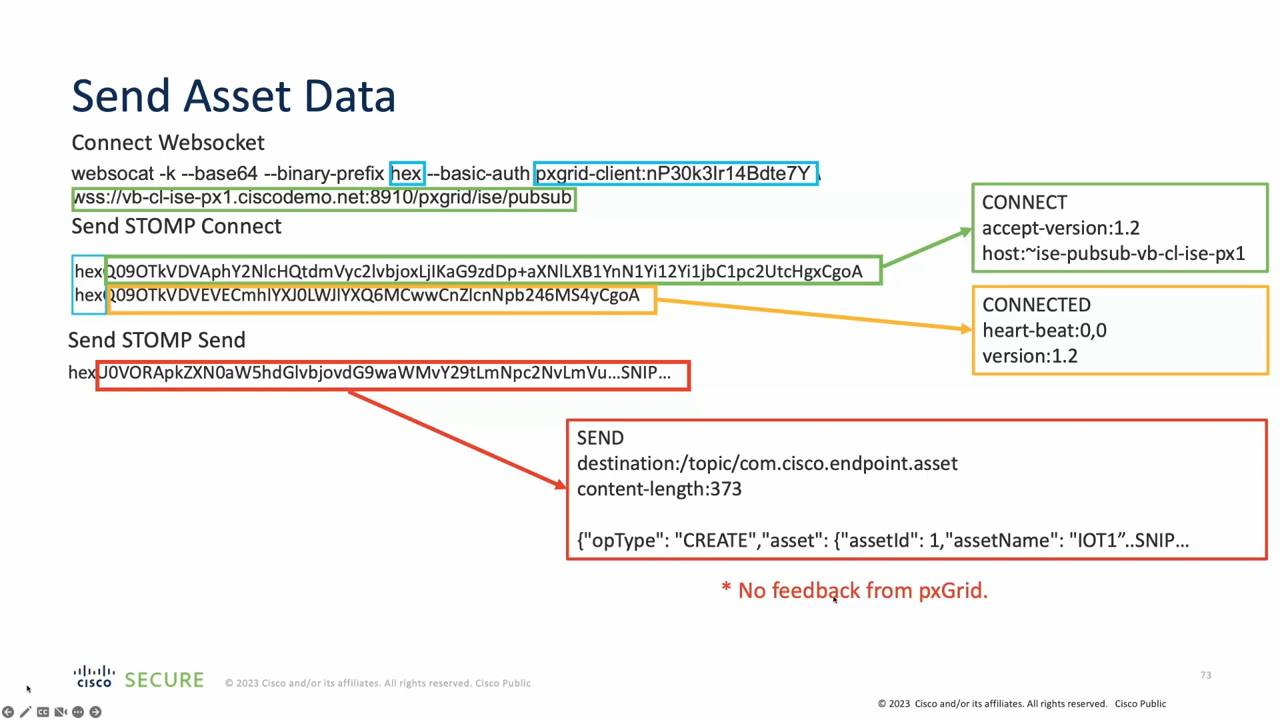 Send Asset Data
Connect Websocket
websocat -k --base64 --binary-prefix hex --basic-auth pxgrid-client:nP30k3Ir14Bdte7Y \
wss://vb-cl-ise-px1.ciscodemo.net:8910/pxgrid/ise/pubsub
Send STOMP Connect
hexQ09OTkVDVAphY2NlcHQtdmVyc2lvbjoxLjIKaG9zdDp+aXNlLXB1YnN1Yi12Yi1jbC1pc2UtcHgxCgoA
hexQ09OTkVDVEVECmhlYXJ0LWJlYXQ6MCwwCnZlcnNpb246MS4yCgoA
CONNECT
accept-version:1.2
host:~ise-pubsub-vb-cl-ise-px1
CONNECTED
heart-beat:0,0
version:1.2
Send STOMP Send
hexU0VORApkZXN0aW5hdGlvbjovdG9waWMvY29tLmNpc2NvLmVu...SNIP...
SEND
destination:/topic/com.cisco.endpoint.asset
content-length:373
{"opType": "CREATE","asset": {"assetId": 1,"assetName": "IOT1”..SNIP...
* No feedback from pxGrid.
CISCO SECURE
© 2023 Cisco and/or its affiliates. All rights reserved. Cisco Public
73
© 2023 Cisco and/or its affiliates. All rights reserved. Cisco Public